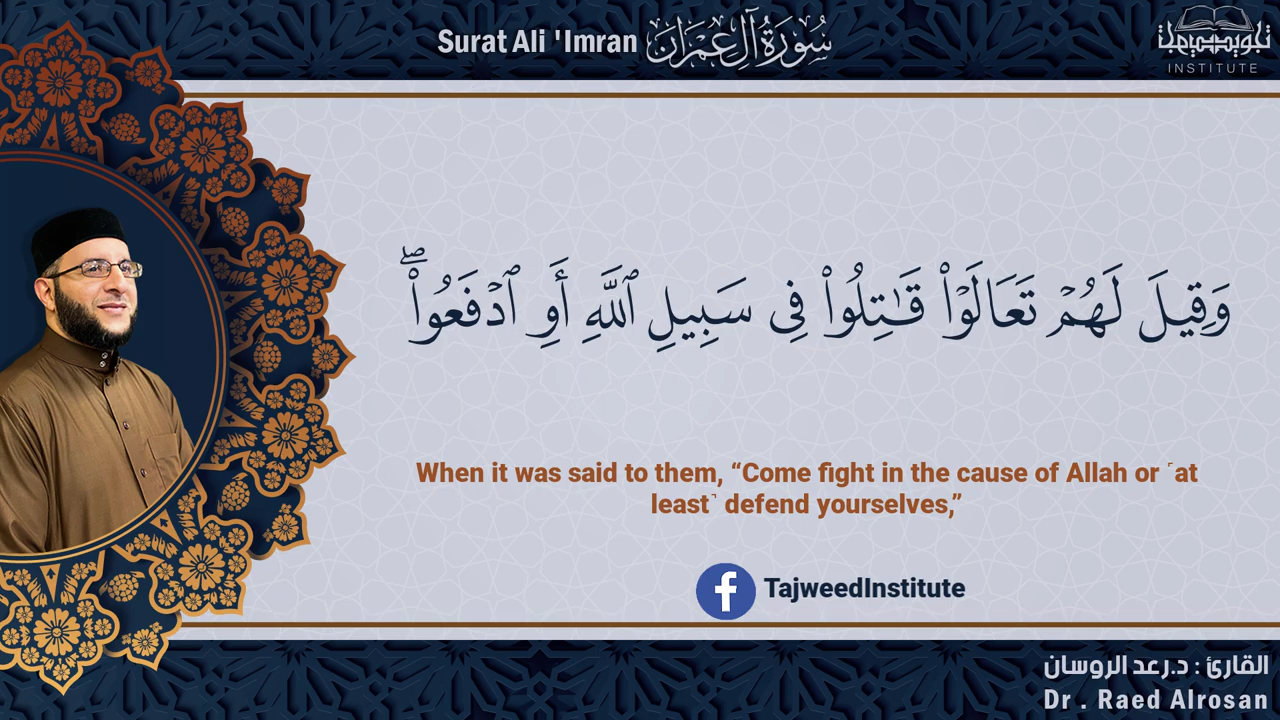 Surat Ali 'Imran سُورَةُ آلِ عِمْرَانَ
INSTITUTE
وَقِيلَ لَهُمۡ تَعَالَوۡاْ قَٰتِلُواْ فِي سَبِيلِ ٱللَّهِ أَوِ ٱدۡفَعُواْۖ
When it was said to them, “Come fight in the cause of Allah or ˹at
least˺ defend yourselves,”
f TajweedInstitute
القارئ : د.رعد الروسان
Dr . Raed Alrosan